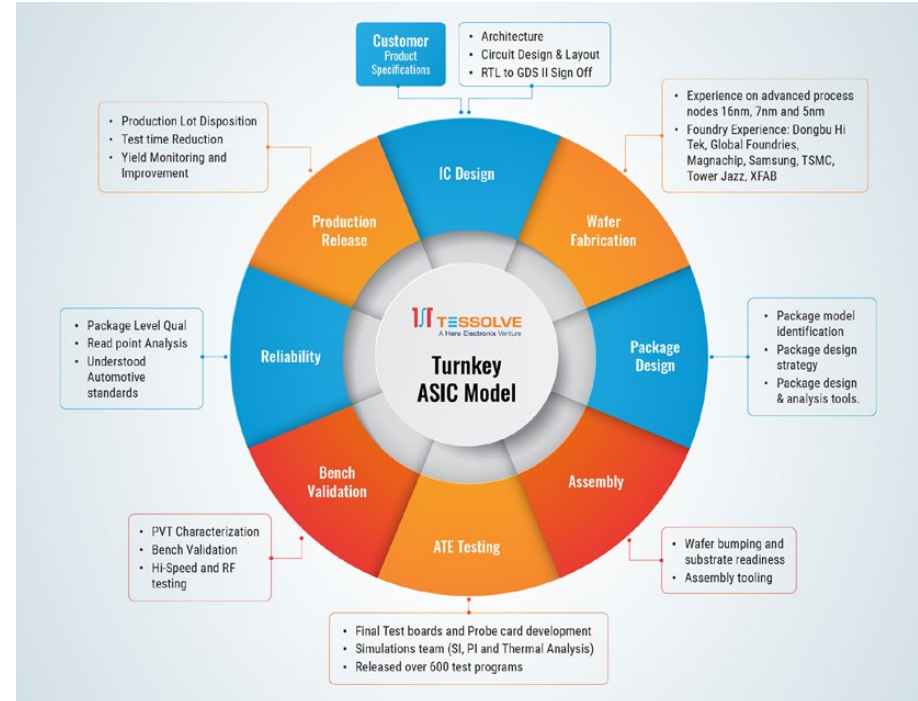 Customer
Product
Specifications
• Architecture
• Circuit Design & Layout
• RTL to GDS II Sign Off
• Experience on advanced process
nodes 16nm, 7nm and 5nm
• Foundry Experience: Dongbu Hi
Tek, Global Foundries,
Magnachip, Samsung, TSMC,
Tower Jazz, XFAB
• Production Lot Disposition
• Test time Reduction
• Yield Monitoring and
Improvement
IC Design
Production
Release
Wafer
Fabrication
• Package Level Qual
• Read point Analysis
• Understood
Automotive
standards
Reliability
TESSOLVE
A Hero Electronix Venture
Turnkey
ASIC Model
Package
Design
• Package model
identification
• Package design
strategy
• Package design
& analysis tools.
Bench
Validation
Assembly
ATE Testing
• PVT Characterization
• Bench Validation
• Hi-Speed and RF
testing
• Wafer bumping and
substrate readiness
• Assembly tooling
• Final Test boards and Probe card development
• Simulations team (SI, PI and Thermal Analysis)
• Released over 600 test programs